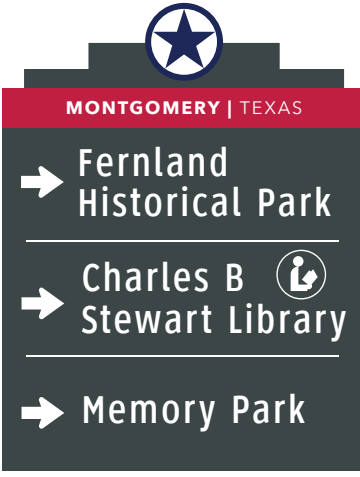 MONTGOMERY | TEXAS
Fernland
Historical Park
Charles B
Stewart Library
Memory Park